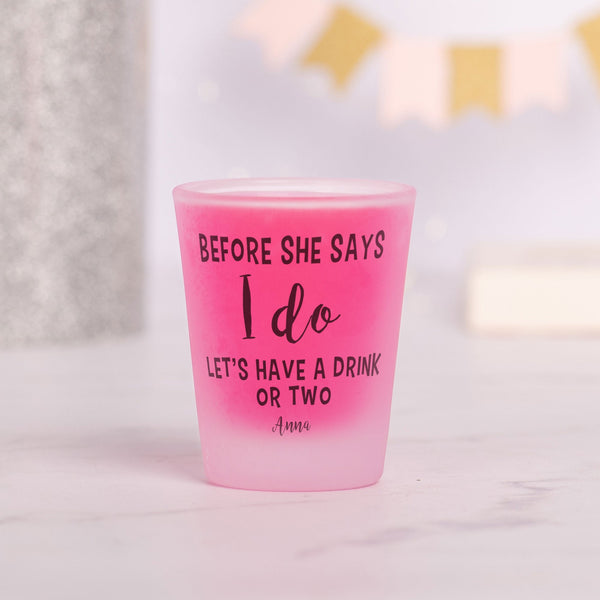 BEFORE SHE SAYS
I do
LET'S HAVE A DRINK
OR TWO
Anna